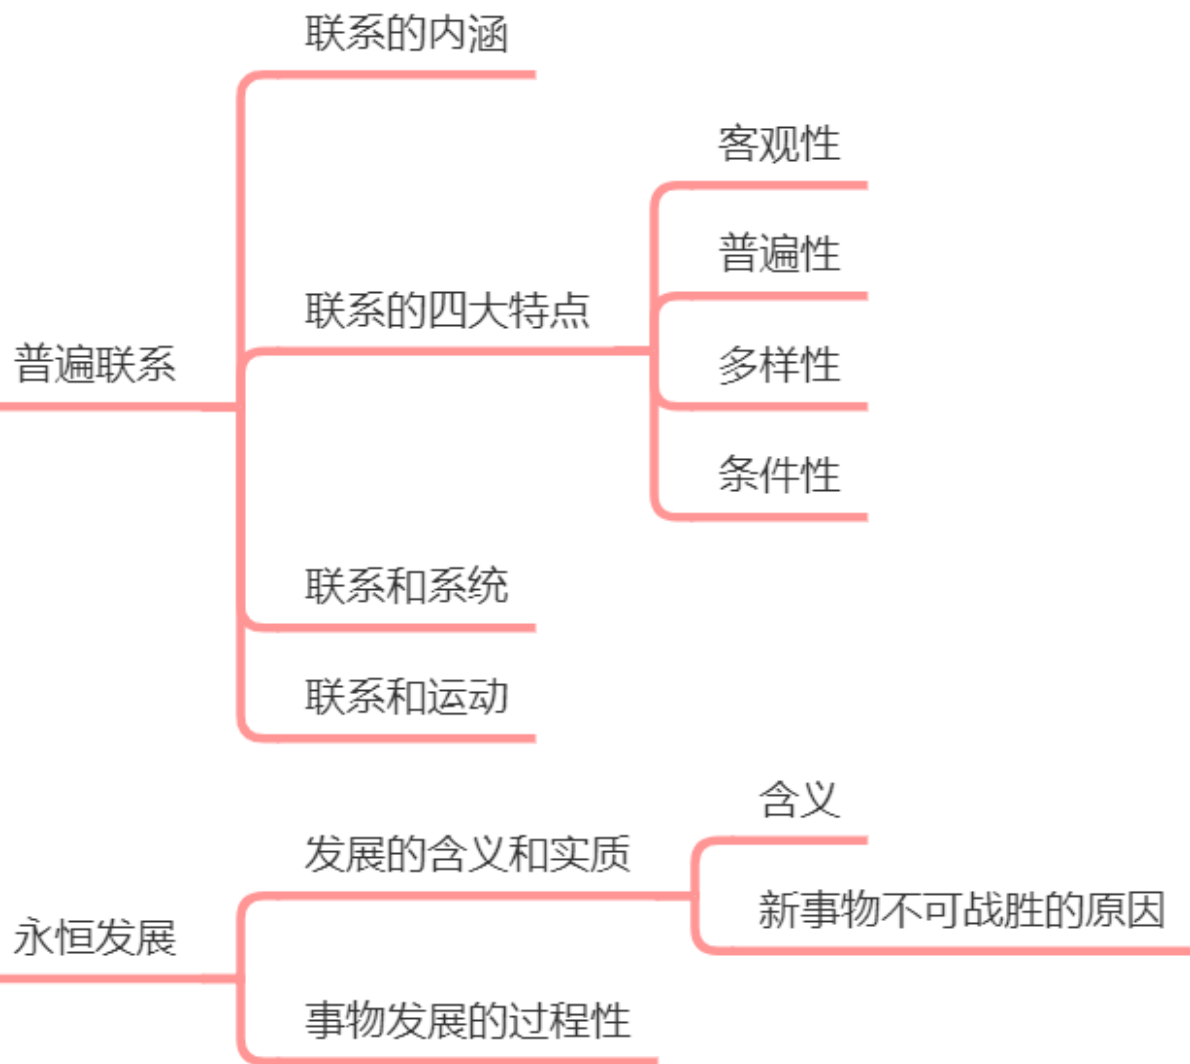 联系的内涵
客观性
普遍性
联系的四大特点
普遍联系
多样性
条件性
联系和系统
联系和运动
含义
发展的含义和实质
新事物不可战胜的原因
永恒发展
事物发展的过程性